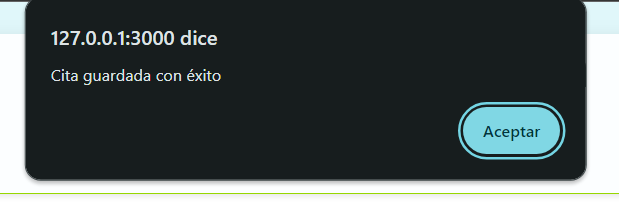 127.0.0.1:3000 dice
Cita guardada con éxito
Aceptar